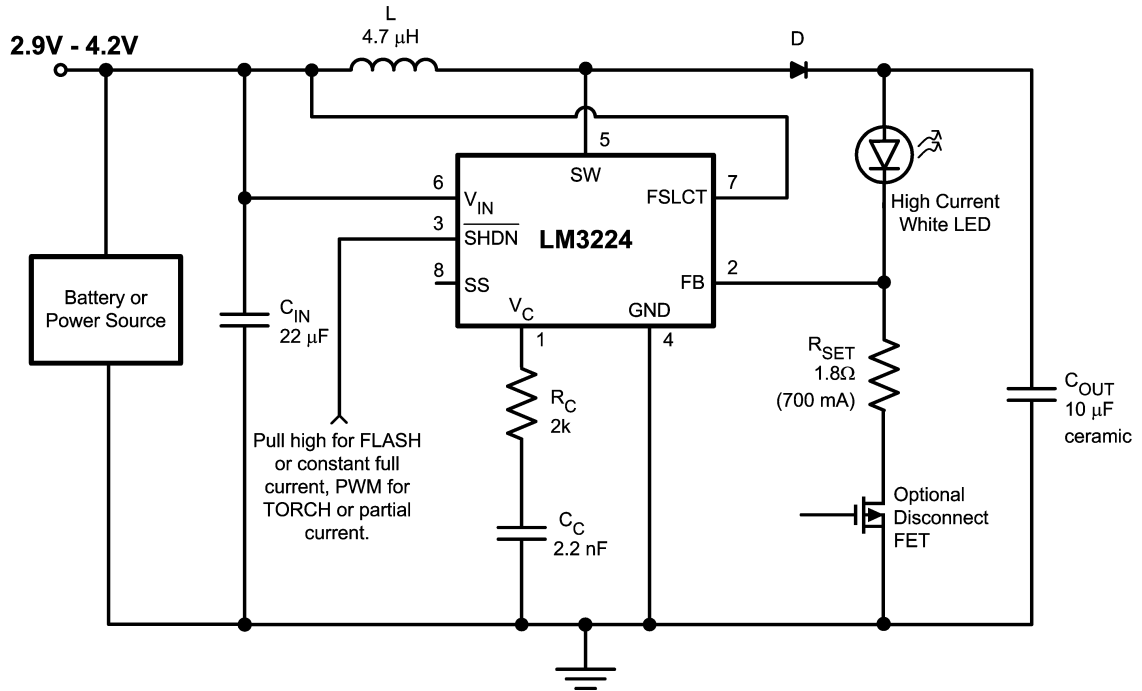 2.9V - 4.2V
L
4.7 μH
D
5
SW
6
VIN
3
SHDN
8
SS
LM3224
7
FSLCT
FB
2
VC
1
GND
4
High Current
White LED
Battery or
Power Source
CIN
22 μF
RSET
1.8Ω
(700 mA)
COUT
10 μF
ceramic
RC
2k
Pull high for FLASH
or constant full
current, PWM for
TORCH or partial
current.
CC
2.2 nF
Optional
Disconnect
FET